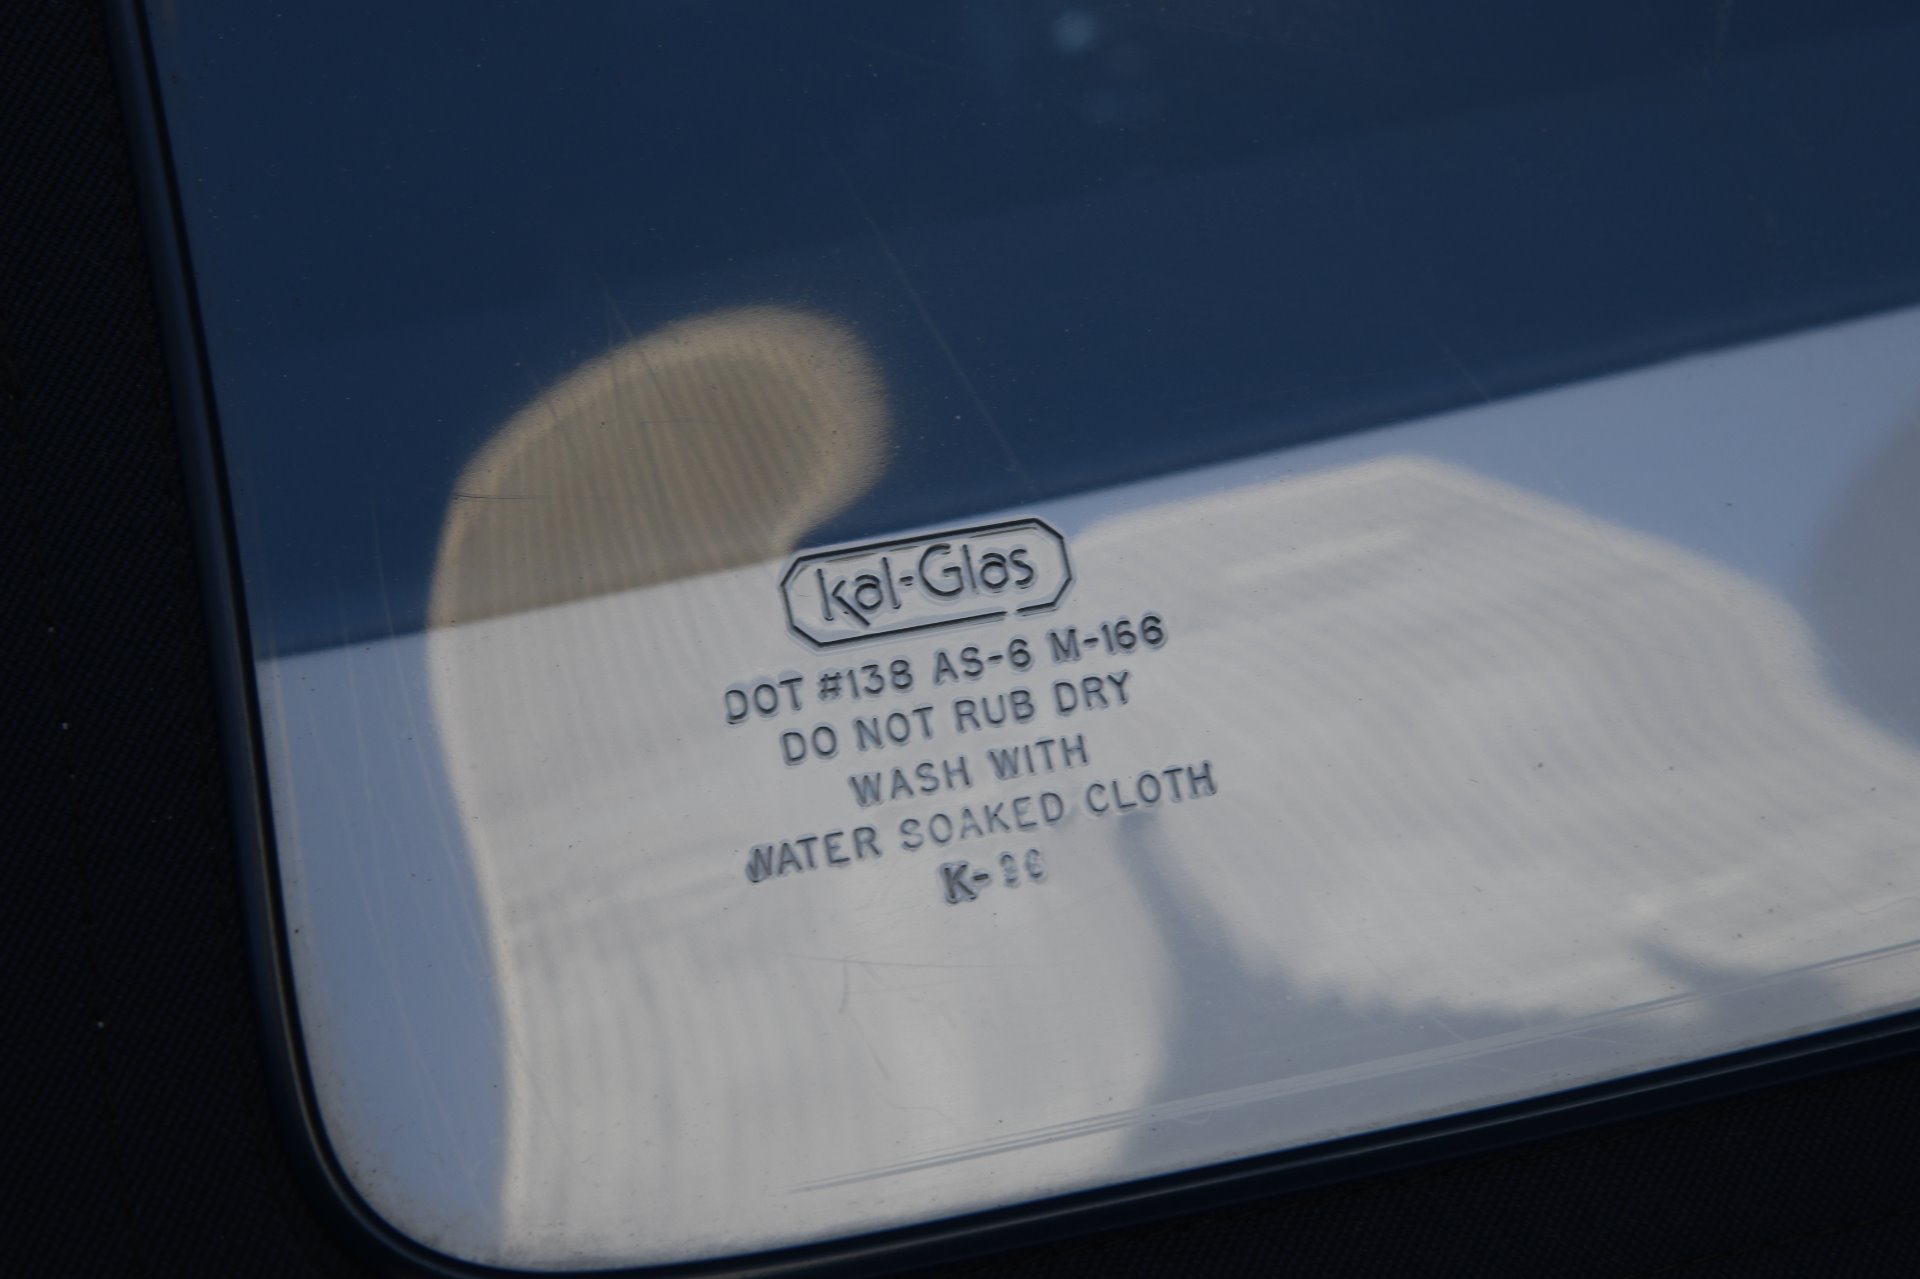 kal-Glas
DOT #138 AS-6 M-166
DO NOT RUB DRY
WASH WITH
WATER SOAKED CLOTH